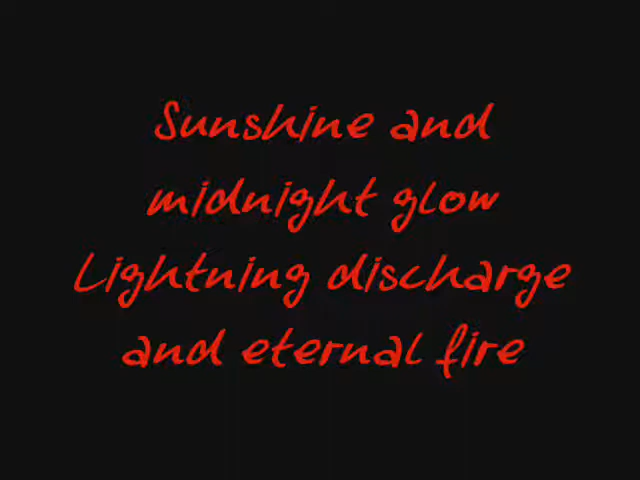 Sunshine and
midnight glow
Lightning discharge
and eternal fire